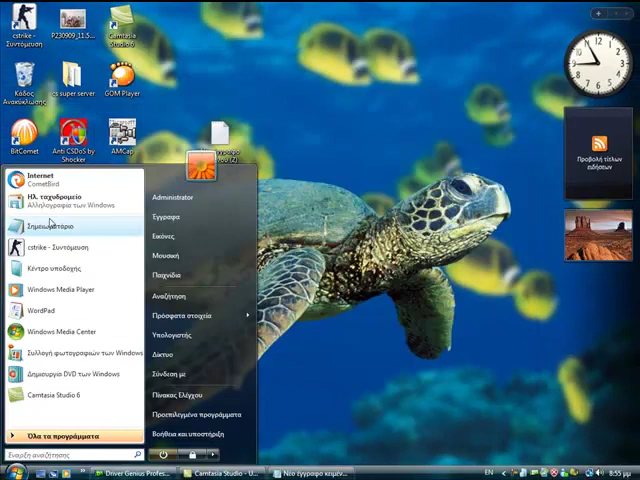 cstrike -
Συντόμευση
P230909_11.5...
Camtasia
Studio 6
Κάδος
Ανακύκλωσης
cs super server
GOM Player
BitComet
Anti CSDoS by
Shocker
AMCap
Internet
CometBird
Ηλ. ταχυδρομείο
Αλληλογραφία των Windows
Σημειωματάριο
cstrike - Συντόμευση
Κέντρο υποδοχής
Windows Media Player
WordPad
Windows Media Center
Συλλογή φωτογραφιών των Windows
Δημιουργία DVD των Windows
Camtasia Studio 6
Όλα τα προγράμματα
Έναρξη αναζήτησης
Administrator
Έγγραφα
Εικόνες
Μουσική
Παιχνίδια
Αναζήτηση
Πρόσφατα στοιχεία
Υπολογιστής
Δίκτυο
Σύνδεση με
Πίνακας Ελέγχου
Προεπιλεγμένα προγράμματα
Βοήθεια και υποστήριξη
Προβολή τίτλων
ειδήσεων
Driver Genius Profes...
Camtasia Studio - U...
Νέο έγγραφο κειμέν...
EN
8:55 μμ